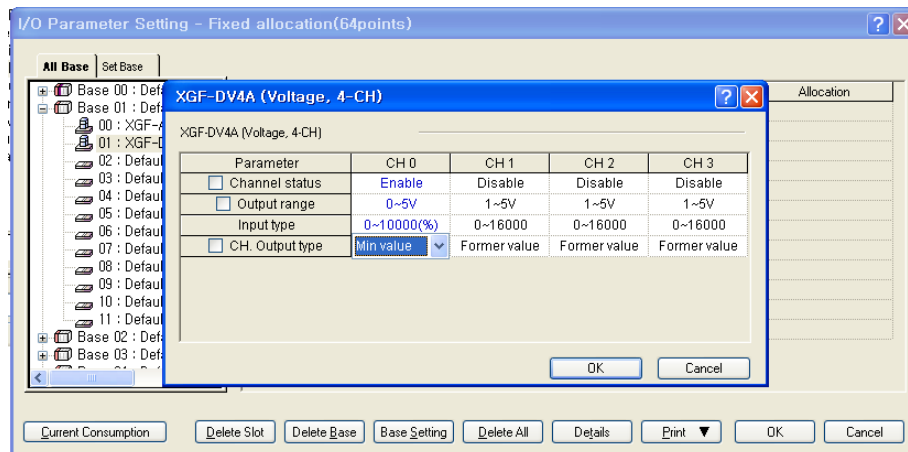 I/O Parameter Setting - Fixed allocation(64points)
All Base Set Base
Base 00 : Def
Base 01 : Def
00 : XGF-A
01 : XGF-D
02 : Defaul
03 : Defaul
04 : Defaul
05 : Defaul
06 : Defaul
07 : Defaul
08 : Defaul
09 : Defaul
10 : Defaul
11 : Defaul
Base 02 : Def
Base 03 : Def
Allocation
XGF-DV4A (Voltage, 4-CH)
XGF-DV4A (Voltage, 4-CH)
Parameter CH 0 CH 1 CH 2 CH 3
Channel status Enable Disable Disable Disable
Output range 0~5V 1~5V 1~5V 1~5V
Input type 0~10000(%) 0~16000 0~16000 0~16000
CH. Output type Min value Former value Former value Former value
OK Cancel
Current Consumption Delete Slot Delete Base Base Setting Delete All Details Print ▼ OK Cancel